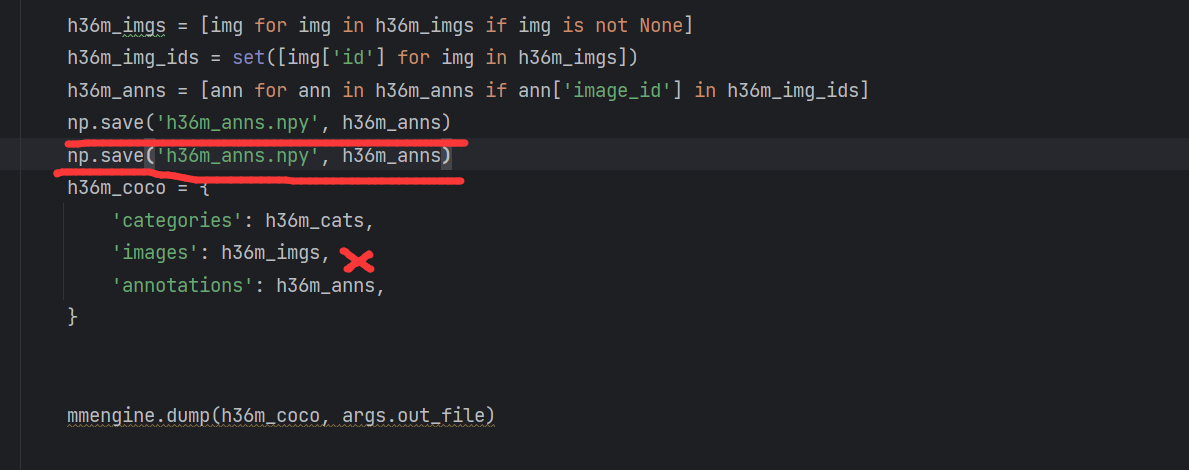 h36m_imgs = [img for img in h36m_imgs if img is not None]
h36m_img_ids = set([img['id'] for img in h36m_imgs])
h36m_anns = [ann for ann in h36m_anns if ann['image_id'] in h36m_img_ids]
np.save('h36m_anns.npy', h36m_anns)
np.save('h36m_anns.npy', h36m_anns)
h36m_coco = {
    'categories': h36m_cats,
    'images': h36m_imgs,
    'annotations': h36m_anns,
}
mmengine.dump(h36m_coco, args.out_file)